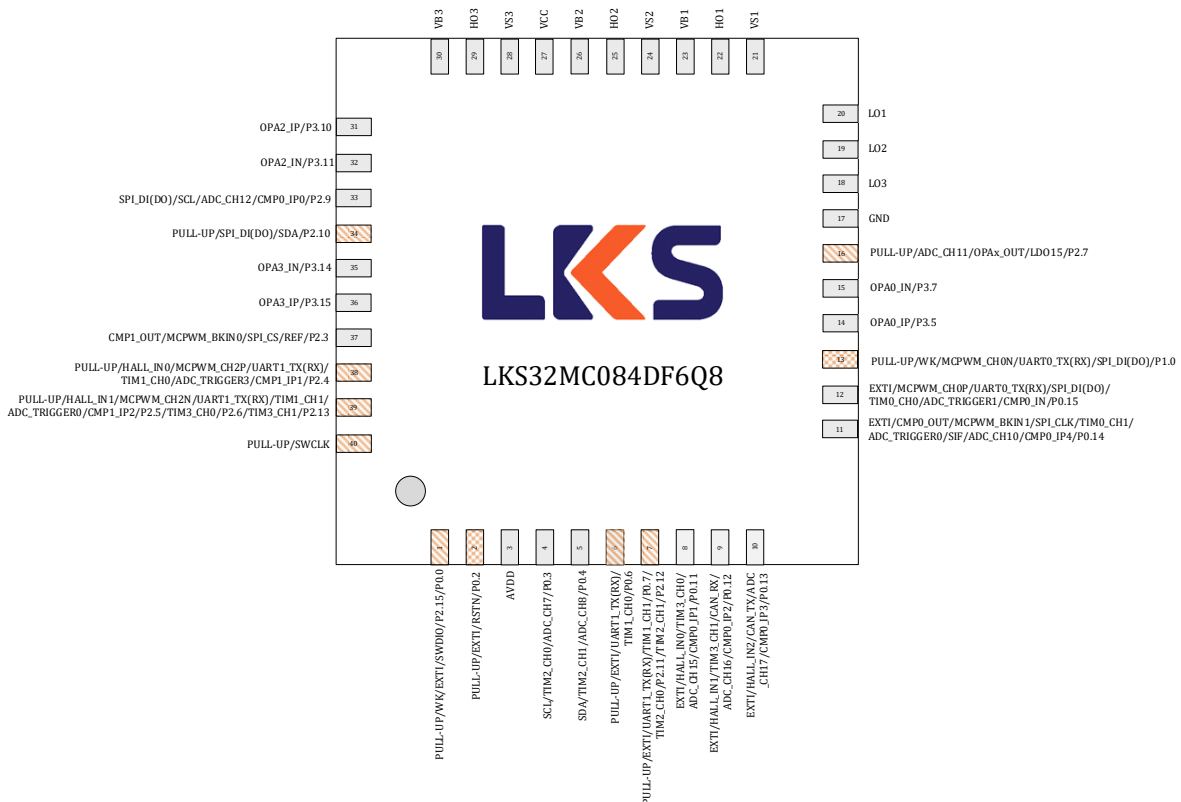 VB3
HO3
VS3
VCC
VB2
HO2
VS2
VB1
HO1
VS1
30
29
28
27
26
25
24
23
22
21
OPA2_IP/P3.10
31
OPA2_IN/P3.11
32
SPI_DI(DO)/SCL/ADC_CH12/CMP0_IP0/P2.9
33
PULL-UP/SPI_DI(DO)/SDA/P2.10
34
OPA3_IN/P3.14
35
OPA3_IP/P3.15
36
CMP1_OUT/MCPWM_BKIN0/SPI_CS/REF/P2.3
37
PULL-UP/HALL_IN0/MCPWM_CH2P/UART1_TX(RX)/
TIM1_CH0/ADC_TRIGGER3/CMP1_IP1/P2.4
38
PULL-UP/HALL_IN1/MCPWM_CH2N/UART1_TX(RX)/TIM1_CH1/
ADC_TRIGGER0/CMP1_IP2/P2.5/TIM3_CH0/P2.6/TIM3_CH1/P2.13
39
PULL-UP/SWCLK
40
LKS
LKS32MC084DF6Q8
20
LO1
19
LO2
18
LO3
17
GND
16
PULL-UP/ADC_CH11/OPAx_OUT/LDO15/P2.7
15
OPA0_IN/P3.7
14
OPA0_IP/P3.5
13
PULL-UP/WK/MCPWM_CH0N/UART0_TX(RX)/SPI_DI(DO)/P1.0
12
EXTI/MCPWM_CH0P/UART0_TX(RX)/SPI_DI(DO)/
TIM0_CH0/ADC_TRIGGER1/CMP0_IN/P0.15
11
EXTI/CMP0_OUT/MCPWM_BKIN1/SPI_CLK/TIM0_CH1/
ADC_TRIGGER0/SIF/ADC_CH10/CMP0_IP4/P0.14
1
2
3
4
5
6
7
8
9
10
PULL-UP/WK/EXTI/SWDIO/P2.15/P0.0
PULL-UP/EXTI/RSTN/P0.2
AVDD
SCL/TIM2_CH0/ADC_CH7/P0.3
SDA/TIM2_CH1/ADC_CH8/P0.4
PULL-UP/EXTI/UART1_TX(RX)/
TIM1_CH0/P0.6
PULL-UP/EXTI/UART1_TX(RX)/TIM1_CH1/P0.7/
TIM2_CH0/P2.11/TIM2_CH1/P2.12
EXTI/HALL_IN0/TIM3_CH0/
ADC_CH15/CMP0_IP1/P0.11
EXTI/HALL_IN1/TIM3_CH1/CAN_RX/
ADC_CH16/CMP0_IP2/P0.12
EXTI/HALL_IN2/CAN_TX/ADC
_CH17/CMP0_IP3/P0.13